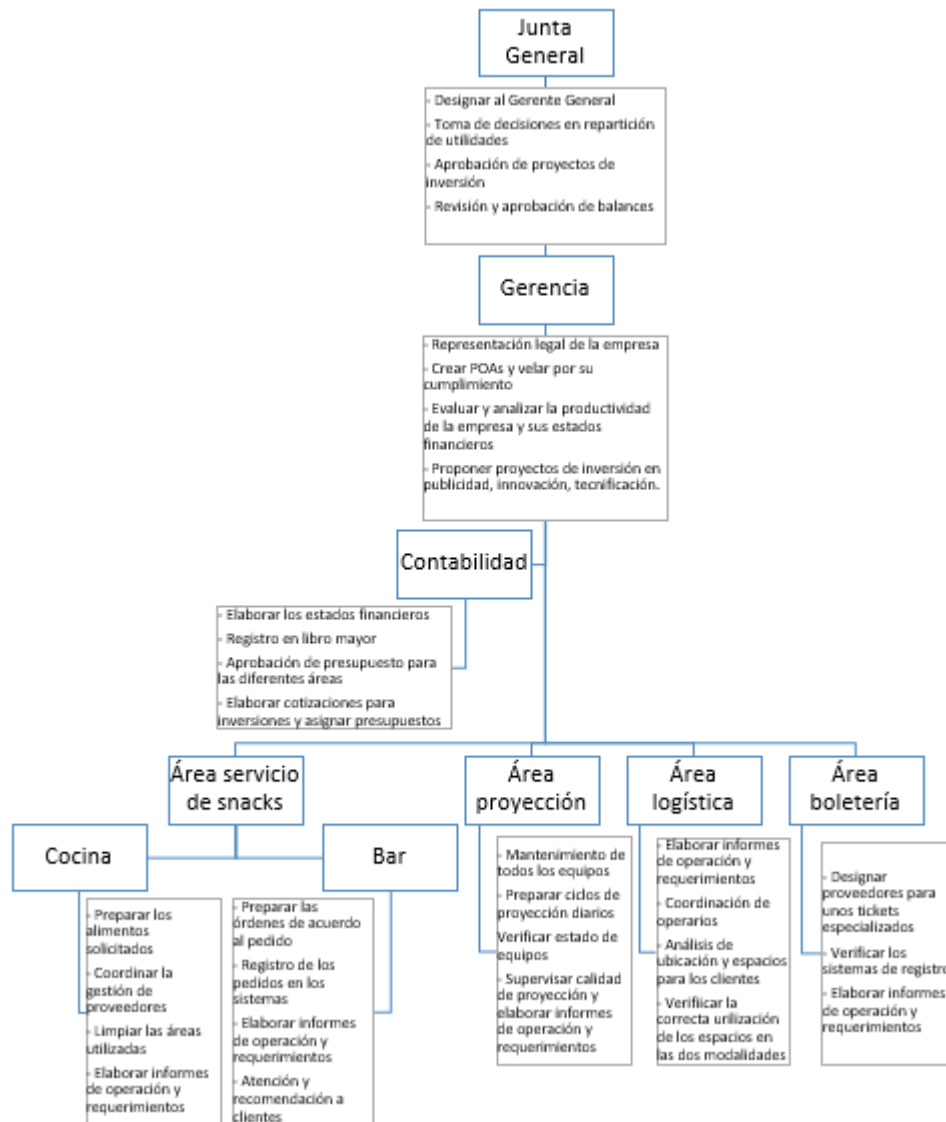 Junta
General
- Designar al Gerente General
- Toma de decisiones en repartición
de utilidades
- Aprobación de proyectos de
inversión
- Revisión y aprobación de balances
Gerencia
- Representación legal de la empresa
- Crear POAs y velar por su
cumplimiento
- Evaluar y analizar la productividad
de la empresa y sus estados
financieros
- Proponer proyectos de inversión en
publicidad, innovación, tecnificación.
Contabilidad
- Elaborar los estados financieros
- Registro en libro mayor
- Aprobación de presupuesto para
las diferentes áreas
- Elaborar cotizaciones para
inversiones y asignar presupuestos
Área servicio
de snacks
Cocina
- Preparar los
alimentos
solicitados
- Coordinar la
gestión de
proveedores
- Limpiar las áreas
utilizadas
- Elaborar informes
de operación y
requerimientos
Bar
- Preparar las
órdenes de acuerdo
al pedido
- Registro de los
pedidos en los
sistemas
- Elaborar informes
de operación y
requerimientos
- Atención y
recomendación a
clientes
Área
proyección
- Mantenimiento de
todos los equipos
- Preparar ciclos de
proyección diarios
Verificar estado de
equipos
- Supervisar calidad
de proyección y
elaborar informes
de operación y
requerimientos
Área
logística
- Elaborar informes
de operación y
requerimientos
- Coordinación de
operarios
- Análisis de
ubicación y espacios
para los clientes
- Verifiicar la
correcta urilización
de los espacios en
las dos modalidades
Área
boletería
- Designar
proveedores para
unos tickets
especializados
- Verificar los
sistemas de registro
- Elaborar informes
de operación y
requerimientos